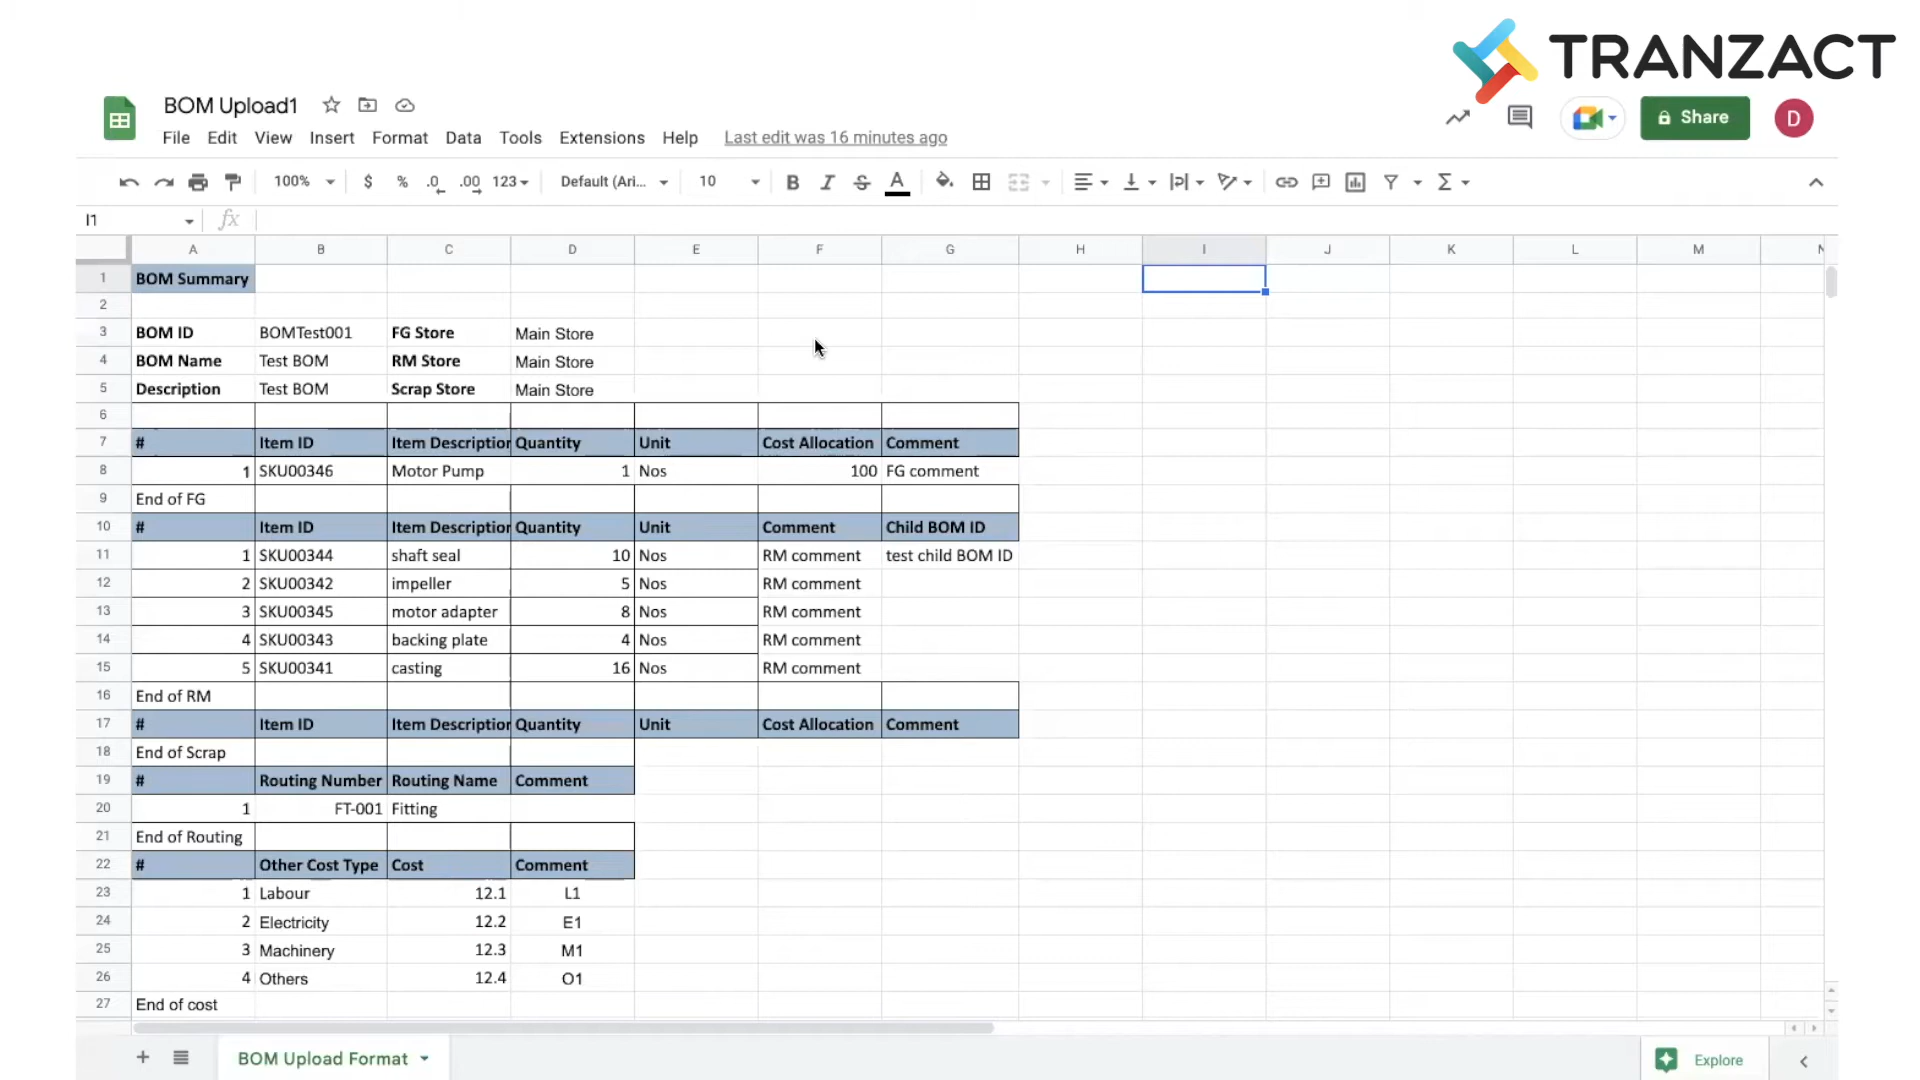 TRANZACT
BOM Upload1
Share
D
File Edit View Insert Format Data Tools Extensions Help Last edit was 16 minutes ago
100% $ % .0 .00 123 Default (Ari... 10 B I S A Σ
I1 fx
A B C D E F G H I J K L M N
1 BOM Summary
2
3 BOM ID BOMTest001 FG Store Main Store
4 BOM Name Test BOM RM Store Main Store
5 Description Test BOM Scrap Store Main Store
6
7 # Item ID Item Description Quantity Unit Cost Allocation Comment
8 1 SKU00346 Motor Pump 1 Nos 100 FG comment
9 End of FG
10 # Item ID Item Description Quantity Unit Comment Child BOM ID
11 1 SKU00344 shaft seal 10 Nos RM comment test child BOM ID
12 2 SKU00342 impeller 5 Nos RM comment
13 3 SKU00345 motor adapter 8 Nos RM comment
14 4 SKU00343 backing plate 4 Nos RM comment
15 5 SKU00341 casting 16 Nos RM comment
16 End of RM
17 # Item ID Item Description Quantity Unit Cost Allocation Comment
18 End of Scrap
19 # Routing Number Routing Name Comment
20 1 FT-001 Fitting
21 End of Routing
22 # Other Cost Type Cost Comment
23 1 Labour 12.1 L1
24 2 Electricity 12.2 E1
25 3 Machinery 12.3 M1
26 4 Others 12.4 O1
27 End of cost
+ BOM Upload Format Explore